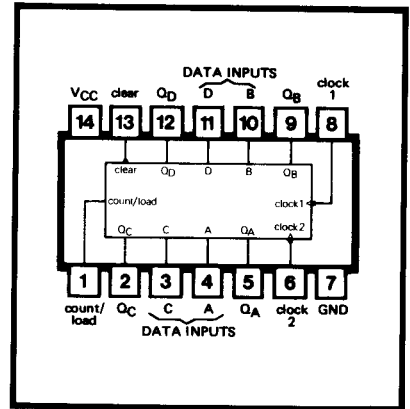 DATA INPUTS
VCC clear QD D B QB clock 1
14 13 12 11 10 9 8
clear QD D B QB
count/load clock1
clock2
QC C A QA
1 2 3 4 5 6 7
count/ load QC C A QA clock 2 GND
DATA INPUTS